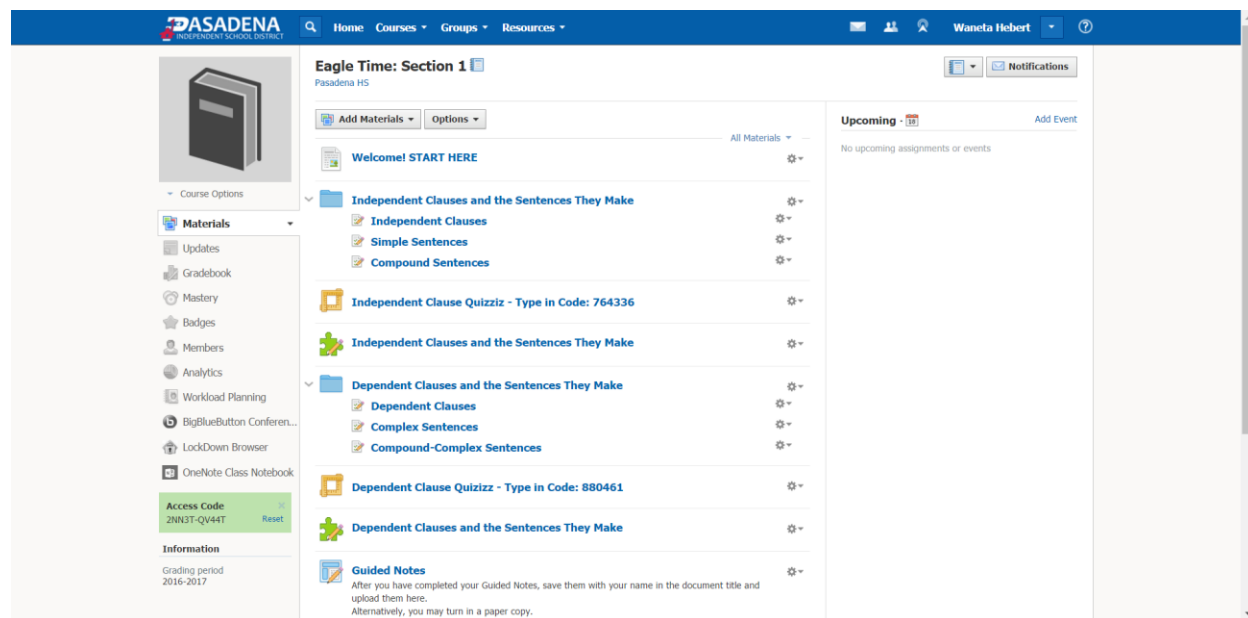 PASADENA
INDEPENDENT SCHOOL DISTRICT
Home Courses Groups Resources
Waneta Hebert
Eagle Time: Section 1
Pasadena HS
Notifications
Add Materials Options
All Materials
Upcoming · 18
Add Event
No upcoming assignments or events
Welcome! START HERE
Course Options
Materials
Updates
Gradebook
Mastery
Badges
Members
Analytics
Workload Planning
BigBlueButton Conferen...
LockDown Browser
OneNote Class Notebook
Access Code
2NN3T-QV44T Reset
Information
Grading period
2016-2017
Independent Clauses and the Sentences They Make
Independent Clauses
Simple Sentences
Compound Sentences
Independent Clause Quizziz - Type in Code: 764336
Independent Clauses and the Sentences They Make
Dependent Clauses and the Sentences They Make
Dependent Clauses
Complex Sentences
Compound-Complex Sentences
Dependent Clause Quizizz - Type in Code: 880461
Dependent Clauses and the Sentences They Make
Guided Notes
After you have completed your Guided Notes, save them with your name in the document title and
upload them here.
Alternatively, you may turn in a paper copy.